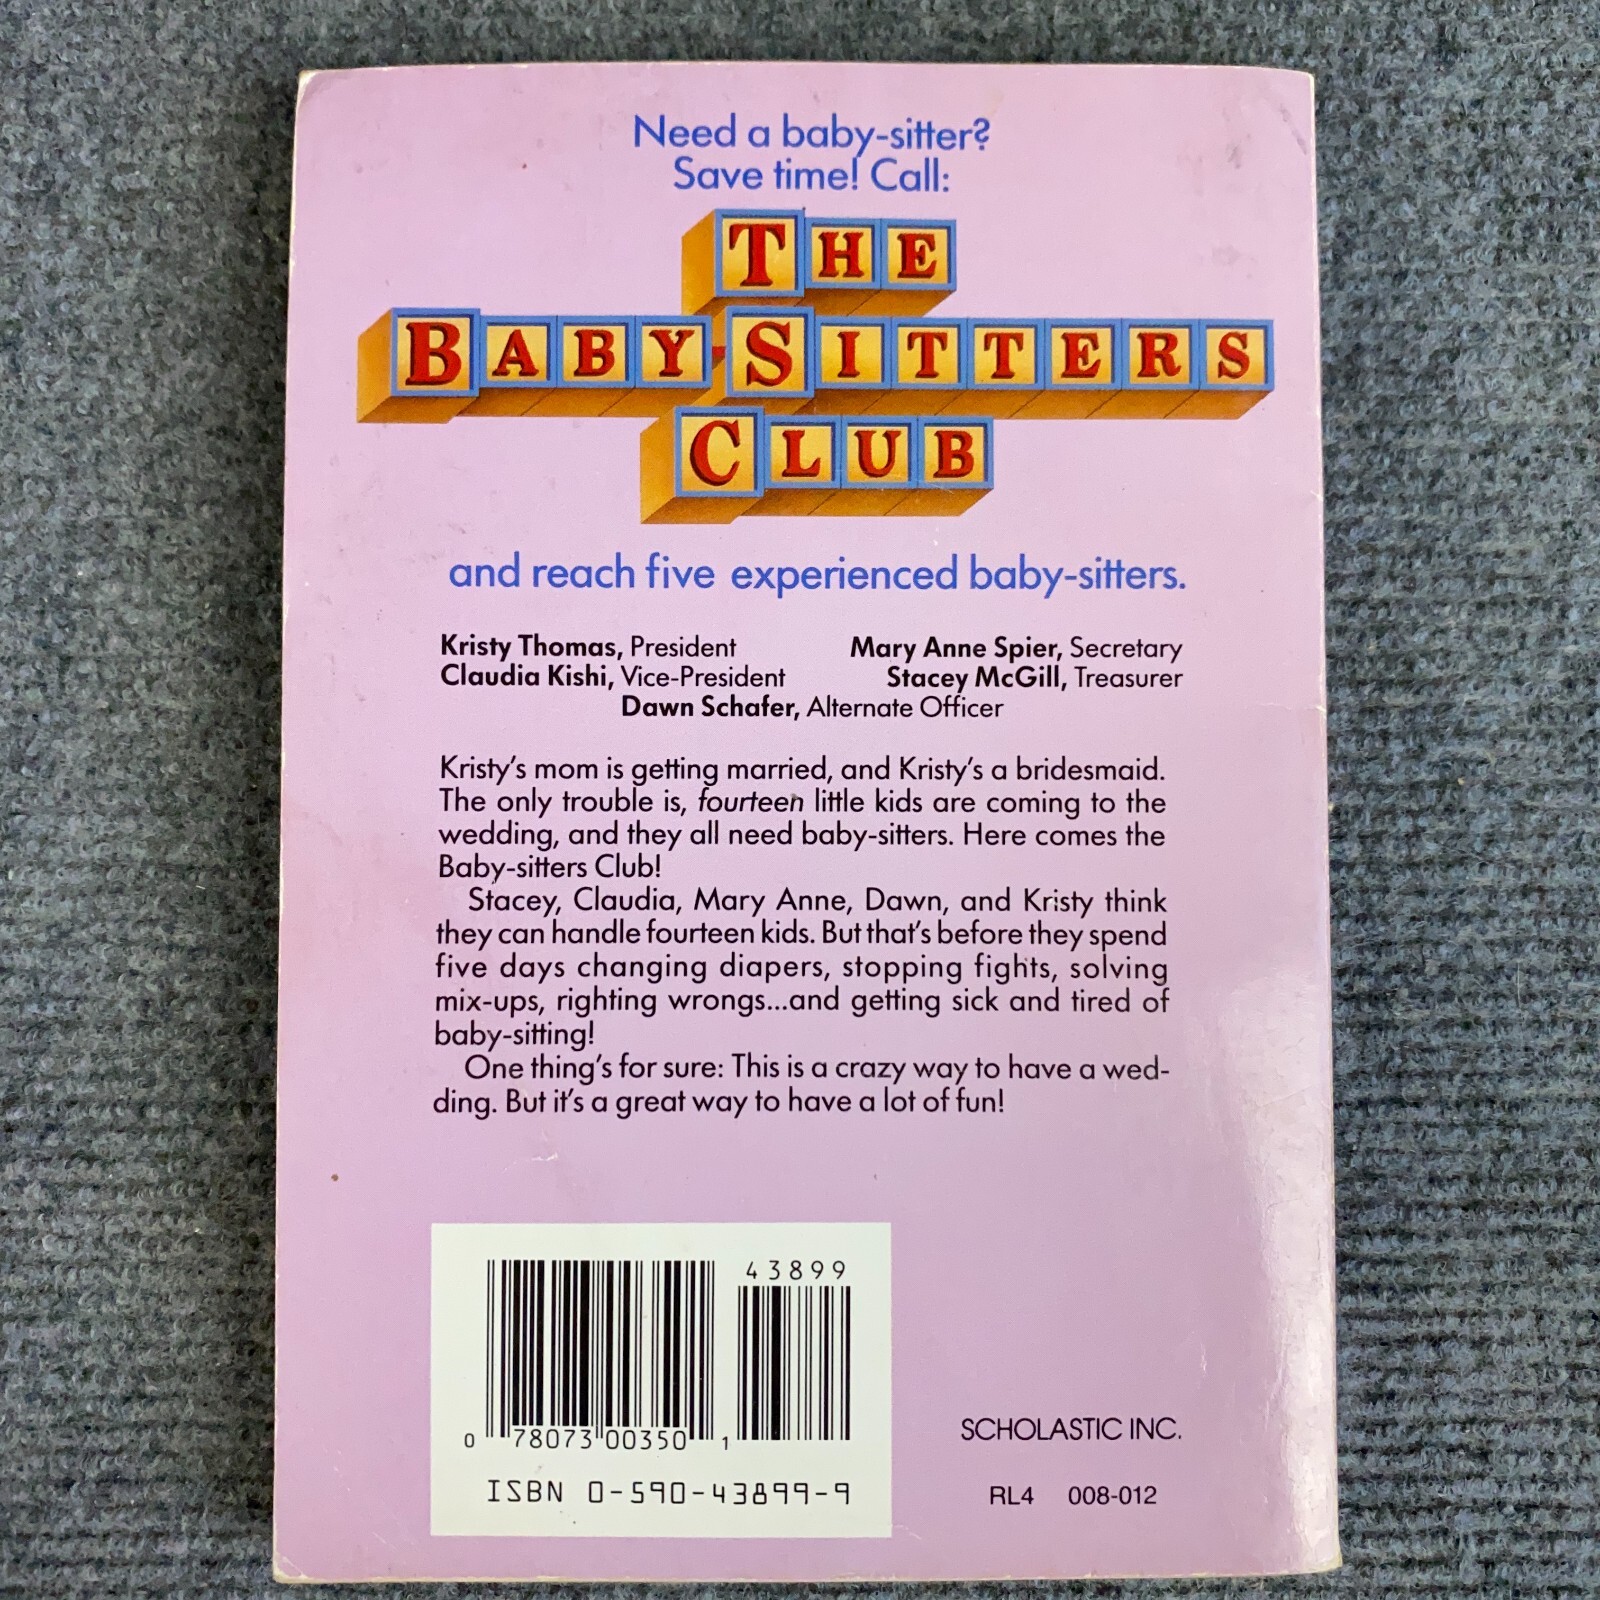 Need a baby-sitter?
Save time! Call:
THE
BABY-SITTERS
CLUB
and reach five experienced baby-sitters.
Kristy Thomas, President Mary Anne Spier, Secretary
Claudia Kishi, Vice-President Stacey McGill, Treasurer
Dawn Schafer, Alternate Officer
Kristy's mom is getting married, and Kristy's a bridesmaid.
The only trouble is, fourteen little kids are coming to the
wedding, and they all need baby-sitters. Here comes the
Baby-sitters Club!
Stacey, Claudia, Mary Anne, Dawn, and Kristy think
they can handle fourteen kids. But that's before they spend
five days changing diapers, stopping fights, solving
mix-ups, righting wrongs...and getting sick and tired of
baby-sitting!
One thing's for sure: This is a crazy way to have a wed-
ding. But it's a great way to have a lot of fun!
43899
0 78073 00350 1
ISBN 0-590-43899-9
SCHOLASTIC INC.
RL4 008-012